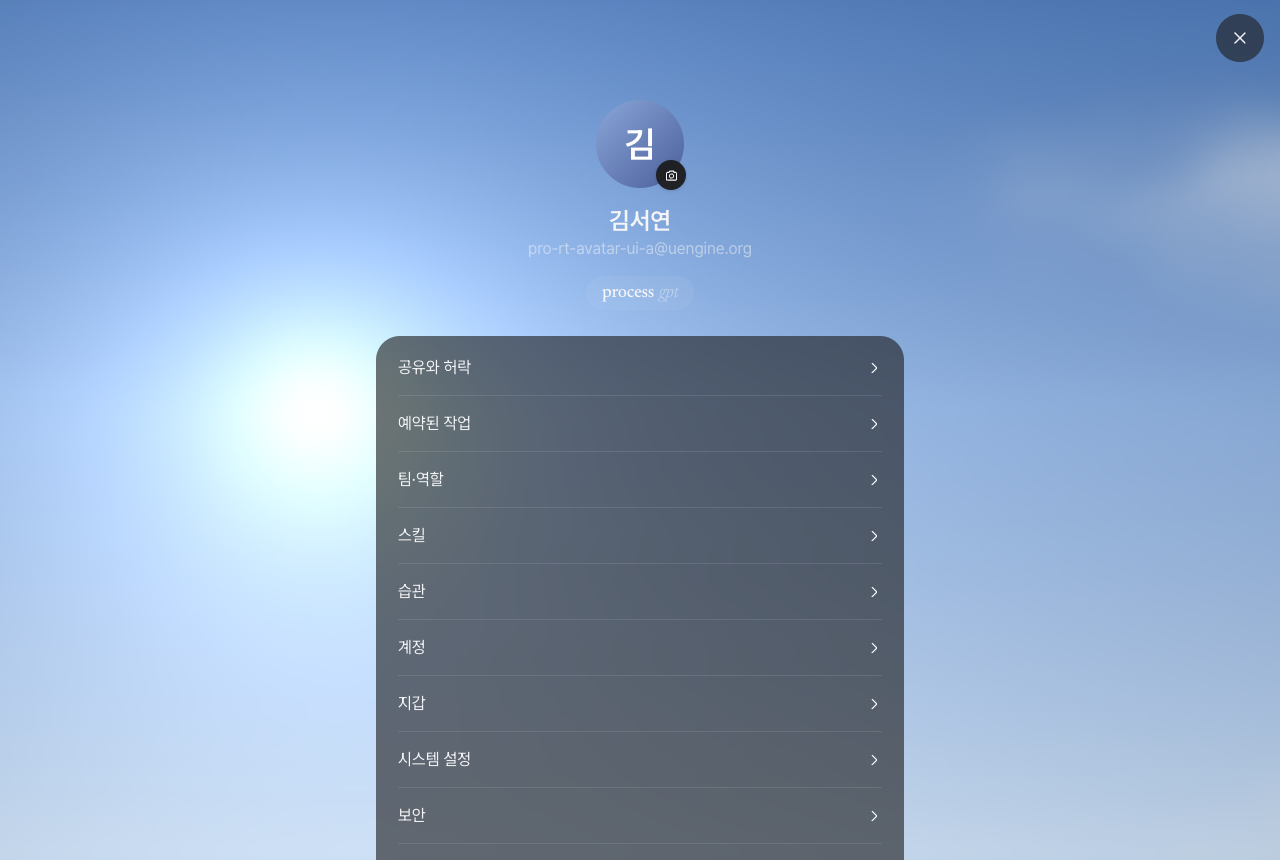 김
김서연
pro-rt-avatar-ui-a@uengine.org
process gpt
공유와 허락
예약된 작업
팀·역할
스킬
습관
계정
지갑
시스템 설정
보안